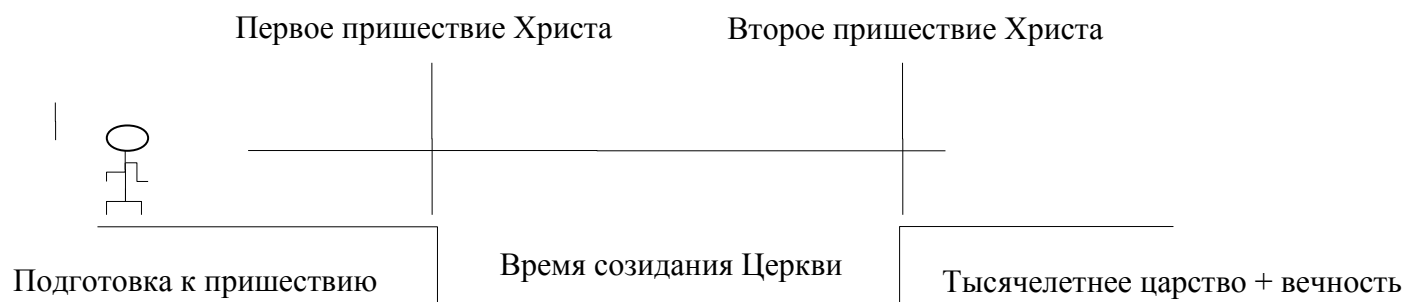 Первое пришествие Христа
Второе пришествие Христа
Подготовка к пришествию
Время созидания Церкви
Тысячелетнее царство + вечность